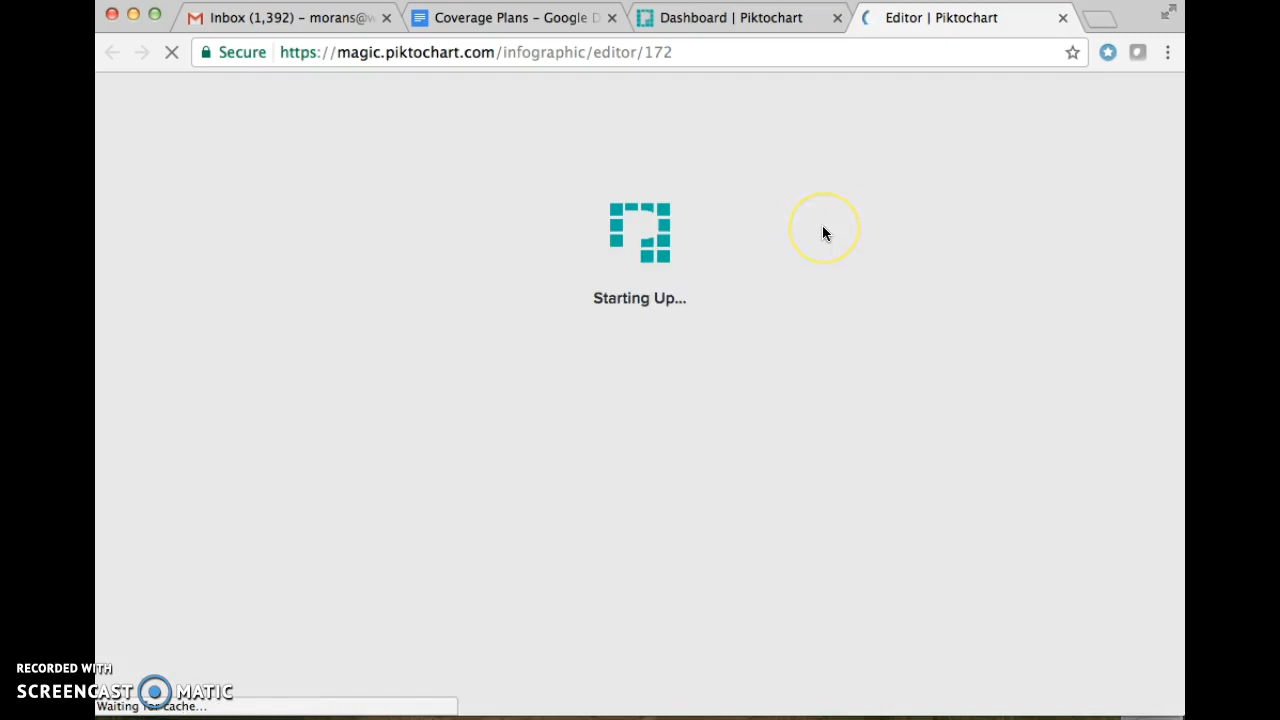 Inbox (1,392) – morans@w
Coverage Plans – Google D
Dashboard | Piktochart
Editor | Piktochart
Secure
https://magic.piktochart.com/infographic/editor/172
Starting Up...
RECORDED WITH
SCREENCAST MATIC
Waiting for cache...